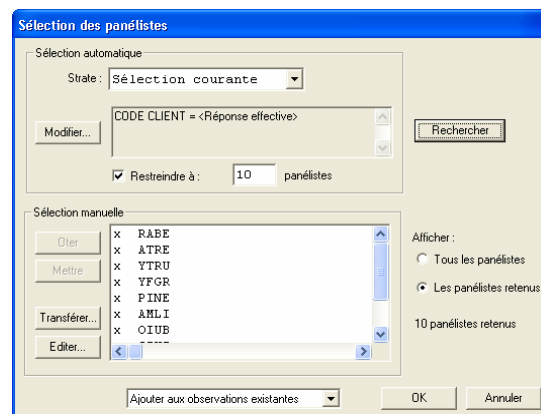 Sélection des panélistes
Sélection automatique
Strate :
Sélection courante
Modifier...
CODE CLIENT = <Réponse effective>
Rechercher
Restreindre à :
10
panélistes
Sélection manuelle
Oter
Mettre
Transférer...
Editer...
x RABE
x ATRE
x YTRU
x YFGR
x PINE
x AMLI
x OIUB
Afficher :
Tous les panélistes
Les panélistes retenus
10 panélistes retenus
Ajouter aux observations existantes
OK
Annuler